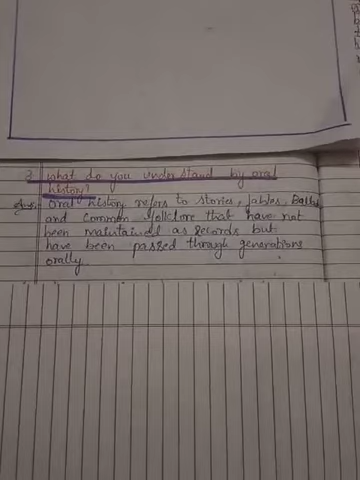 3 what do you understand by oral
history?
Ans:- Oral history refers to stories, fables,
and common folklore that have not
been maintained as records but
have been passed through generations
orally.